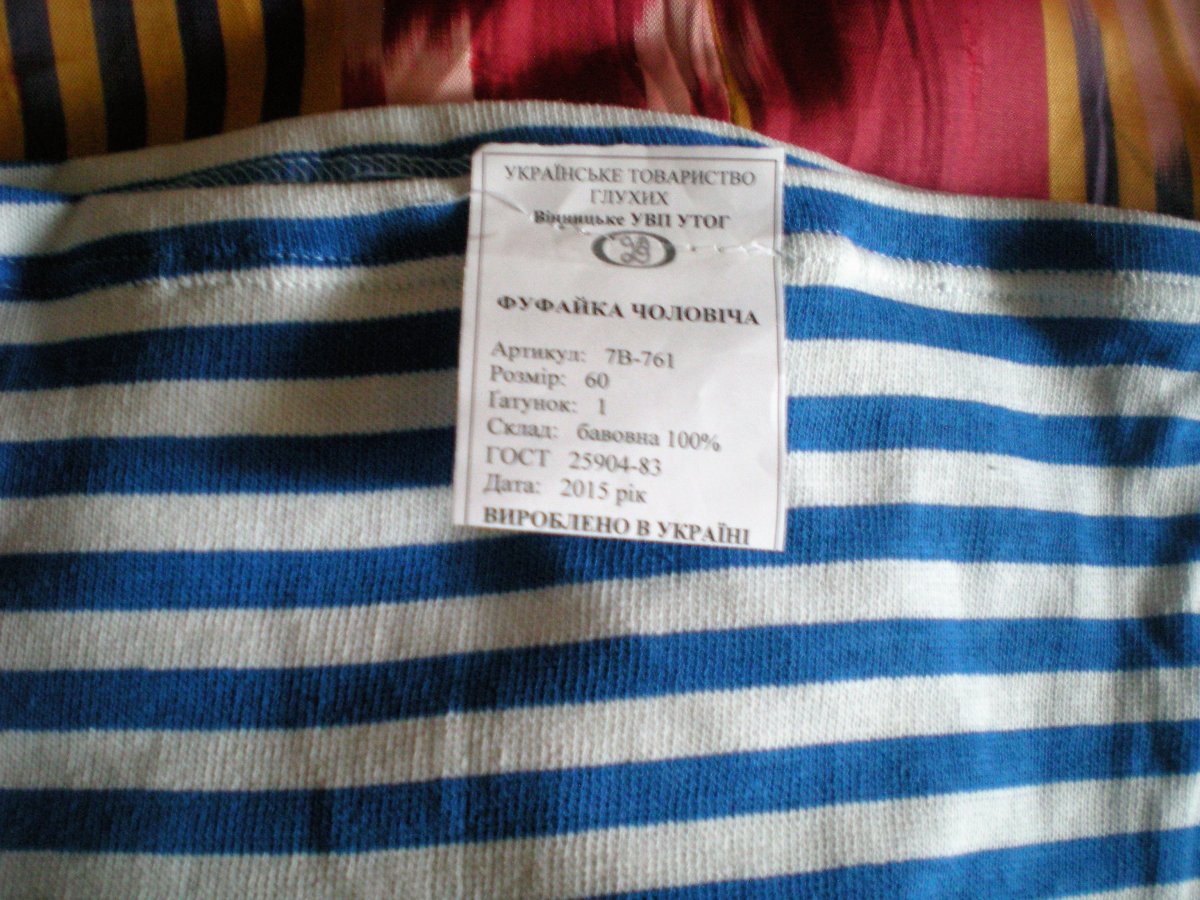 УКРАЇНСЬКЕ ТОВАРИСТВО
ГЛУХИХ
Вінницьке УВП УТОГ
ФУФАЙКА ЧОЛОВІЧА
Артикул: 7В-761
Розмір: 60
Ґатунок: 1
Склад: бавовна 100%
ГОСТ 25904-83
Дата: 2015 рік
ВИРОБЛЕНО В УКРАЇНІ